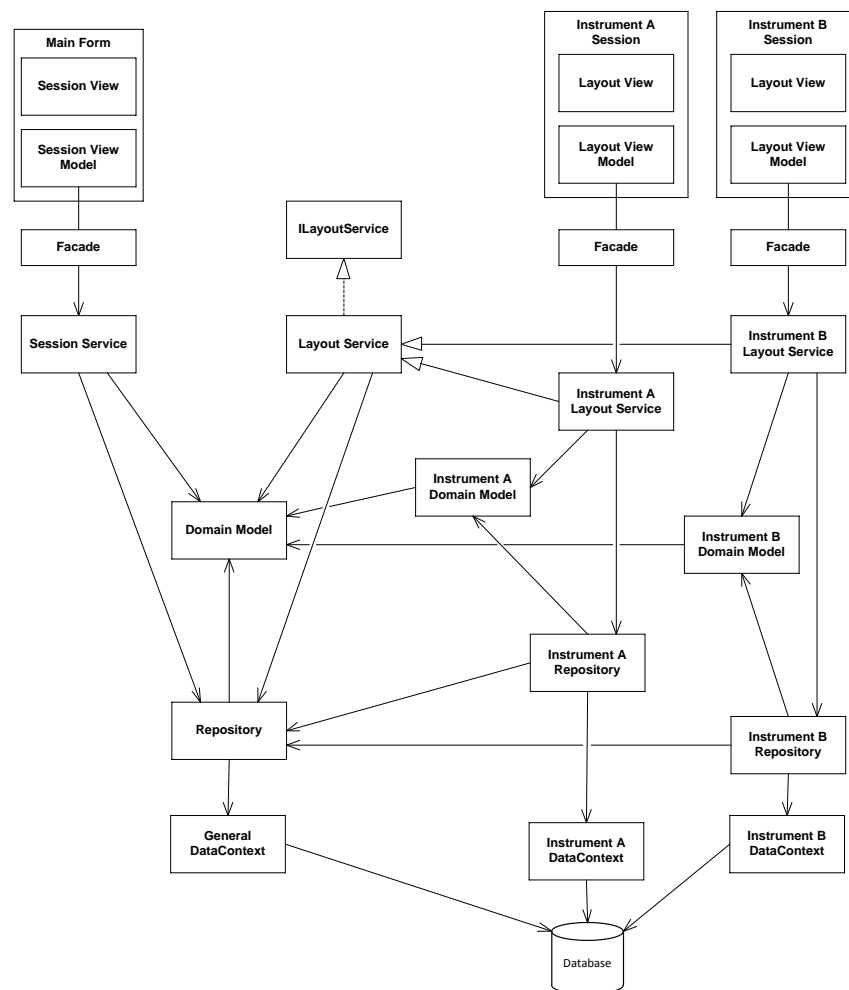 Main Form
Session View
Session View
Model
Instrument A
Session
Layout View
Layout View
Model
Instrument B
Session
Layout View
Layout View
Model
ILayoutService
Facade
Facade
Facade
Session Service
Layout Service
Instrument B
Layout Service
Instrument A
Layout Service
Instrument A
Domain Model
Domain Model
Instrument B
Domain Model
Instrument A
Repository
Repository
Instrument B
Repository
General
DataContext
Instrument A
DataContext
Instrument B
DataContext
Database